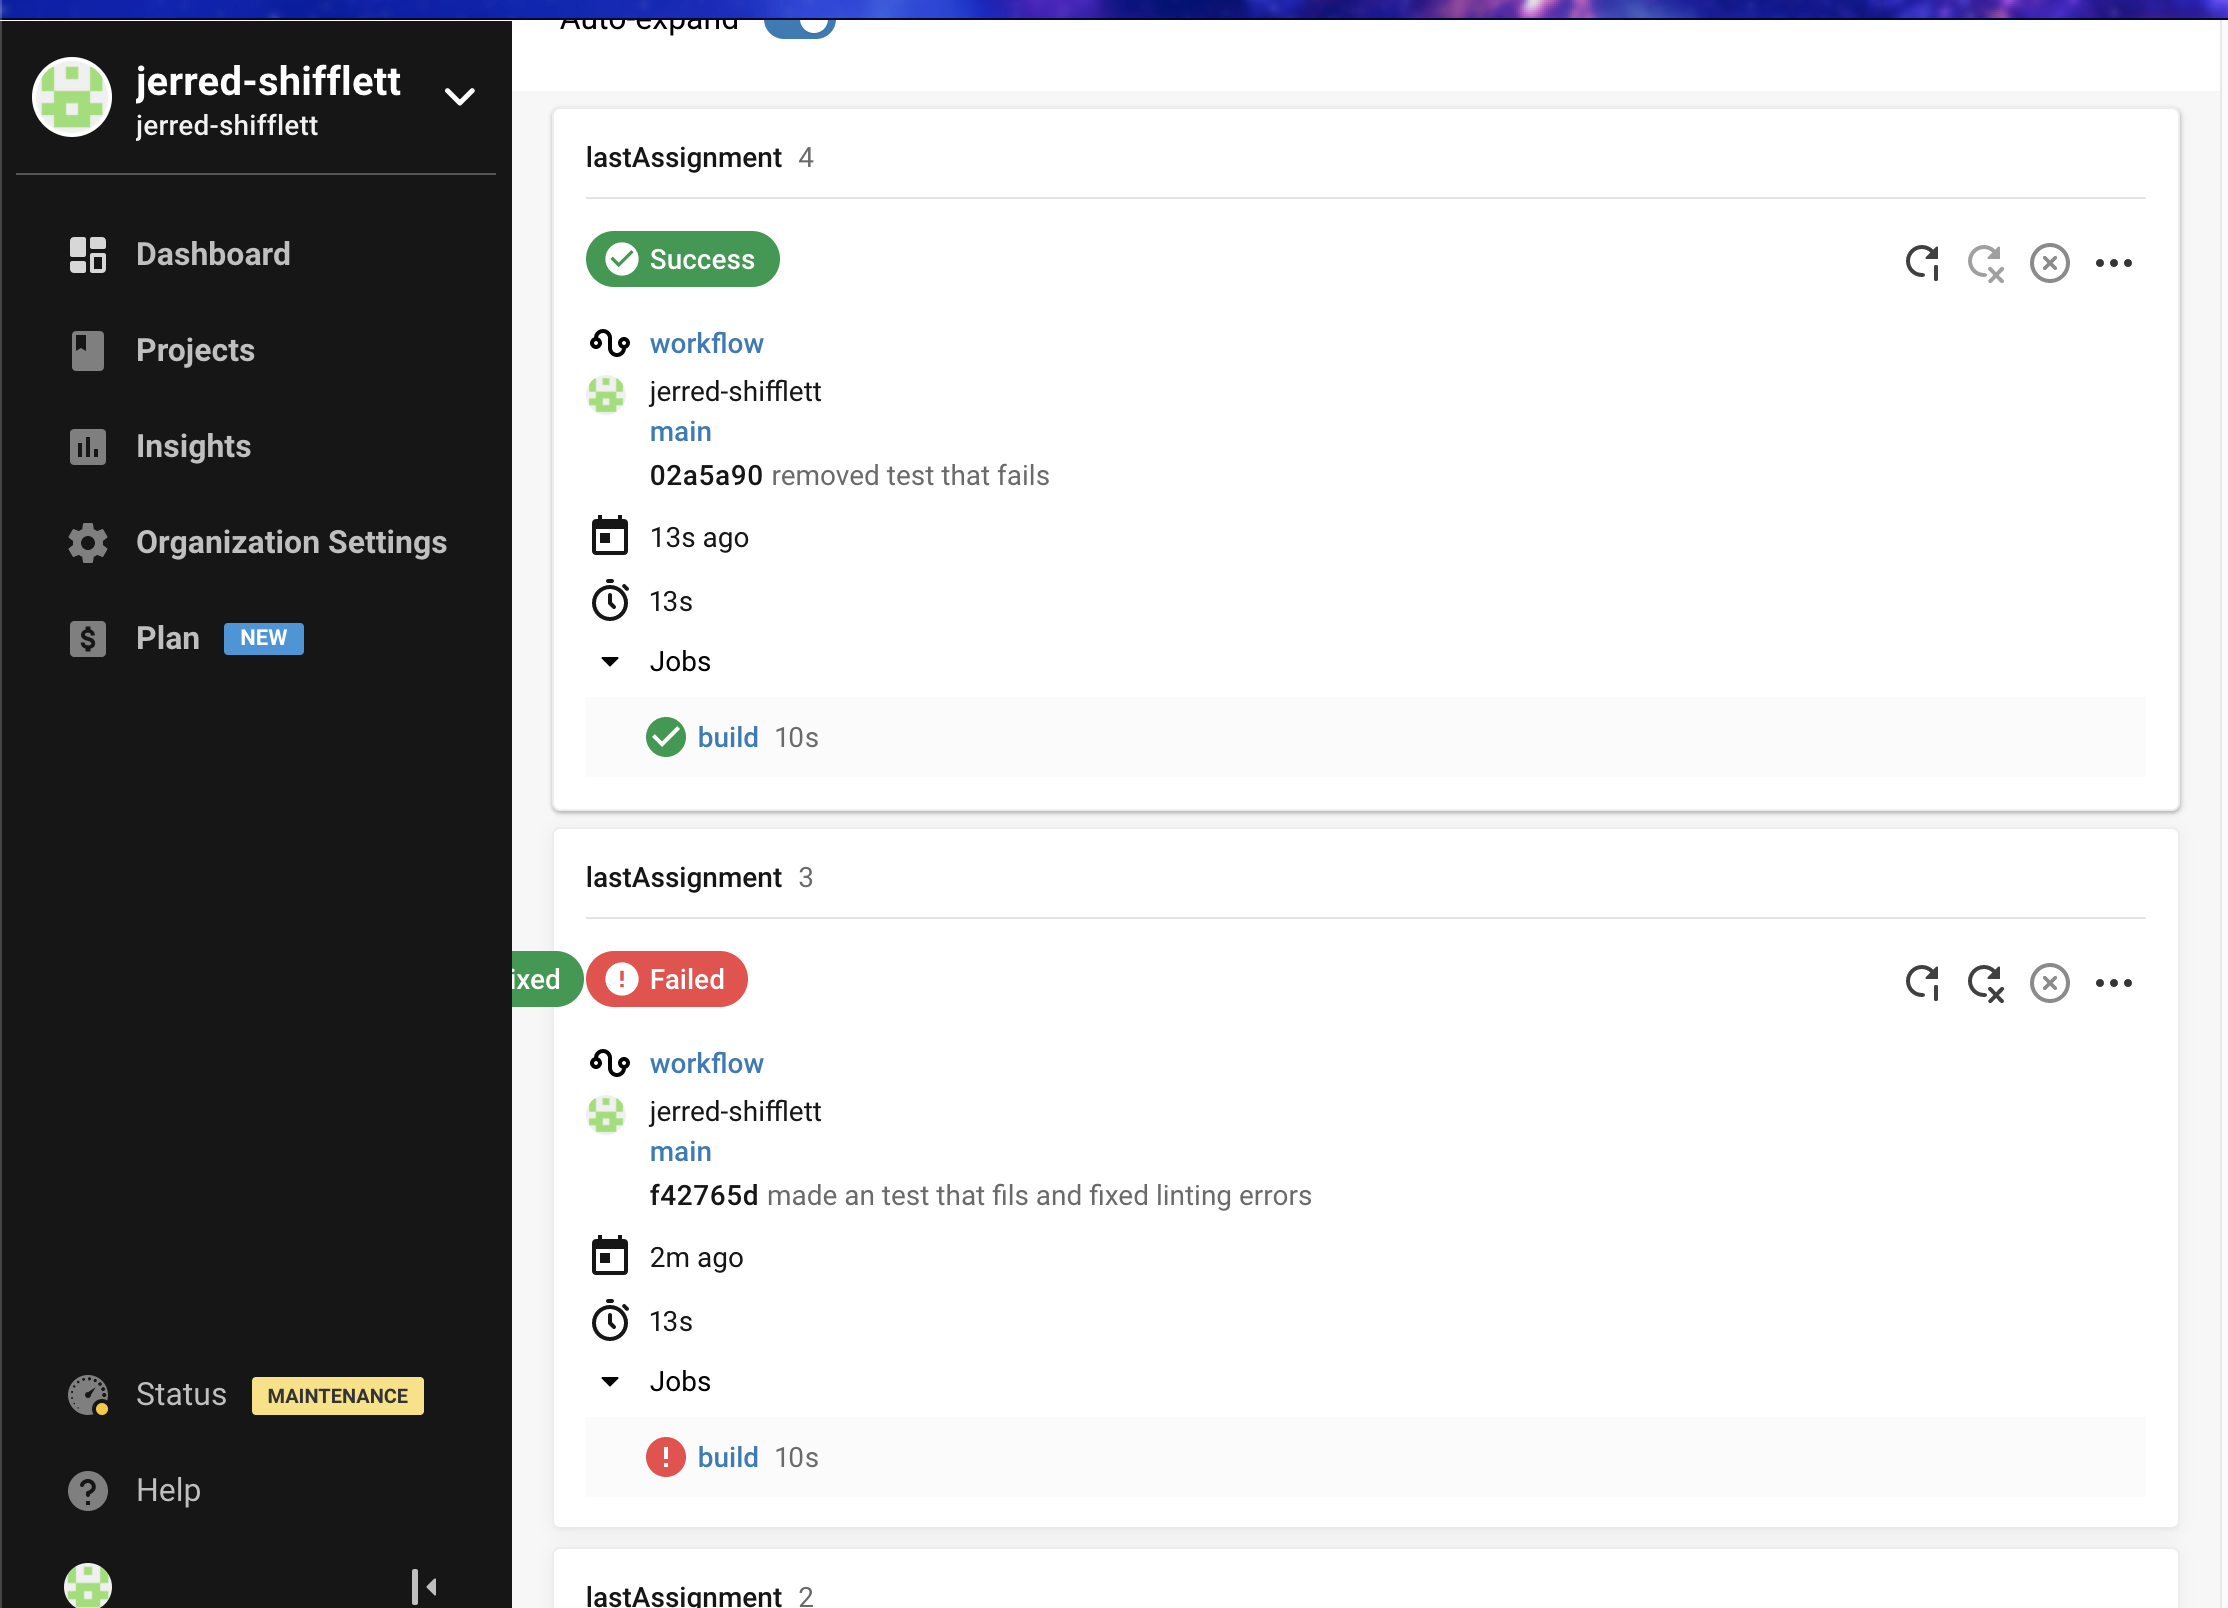 Auto-expand
jerred-shifflett
jerred-shifflett
Dashboard
Projects
Insights
Organization Settings
Plan NEW
Status MAINTENANCE
Help
lastAssignment 4
Success
workflow
jerred-shifflett
main
02a5a90 removed test that fails
13s ago
13s
Jobs
build 10s
lastAssignment 3
ixed
Failed
workflow
jerred-shifflett
main
f42765d made an test that fils and fixed linting errors
2m ago
13s
Jobs
build 10s
lastAssignment 2